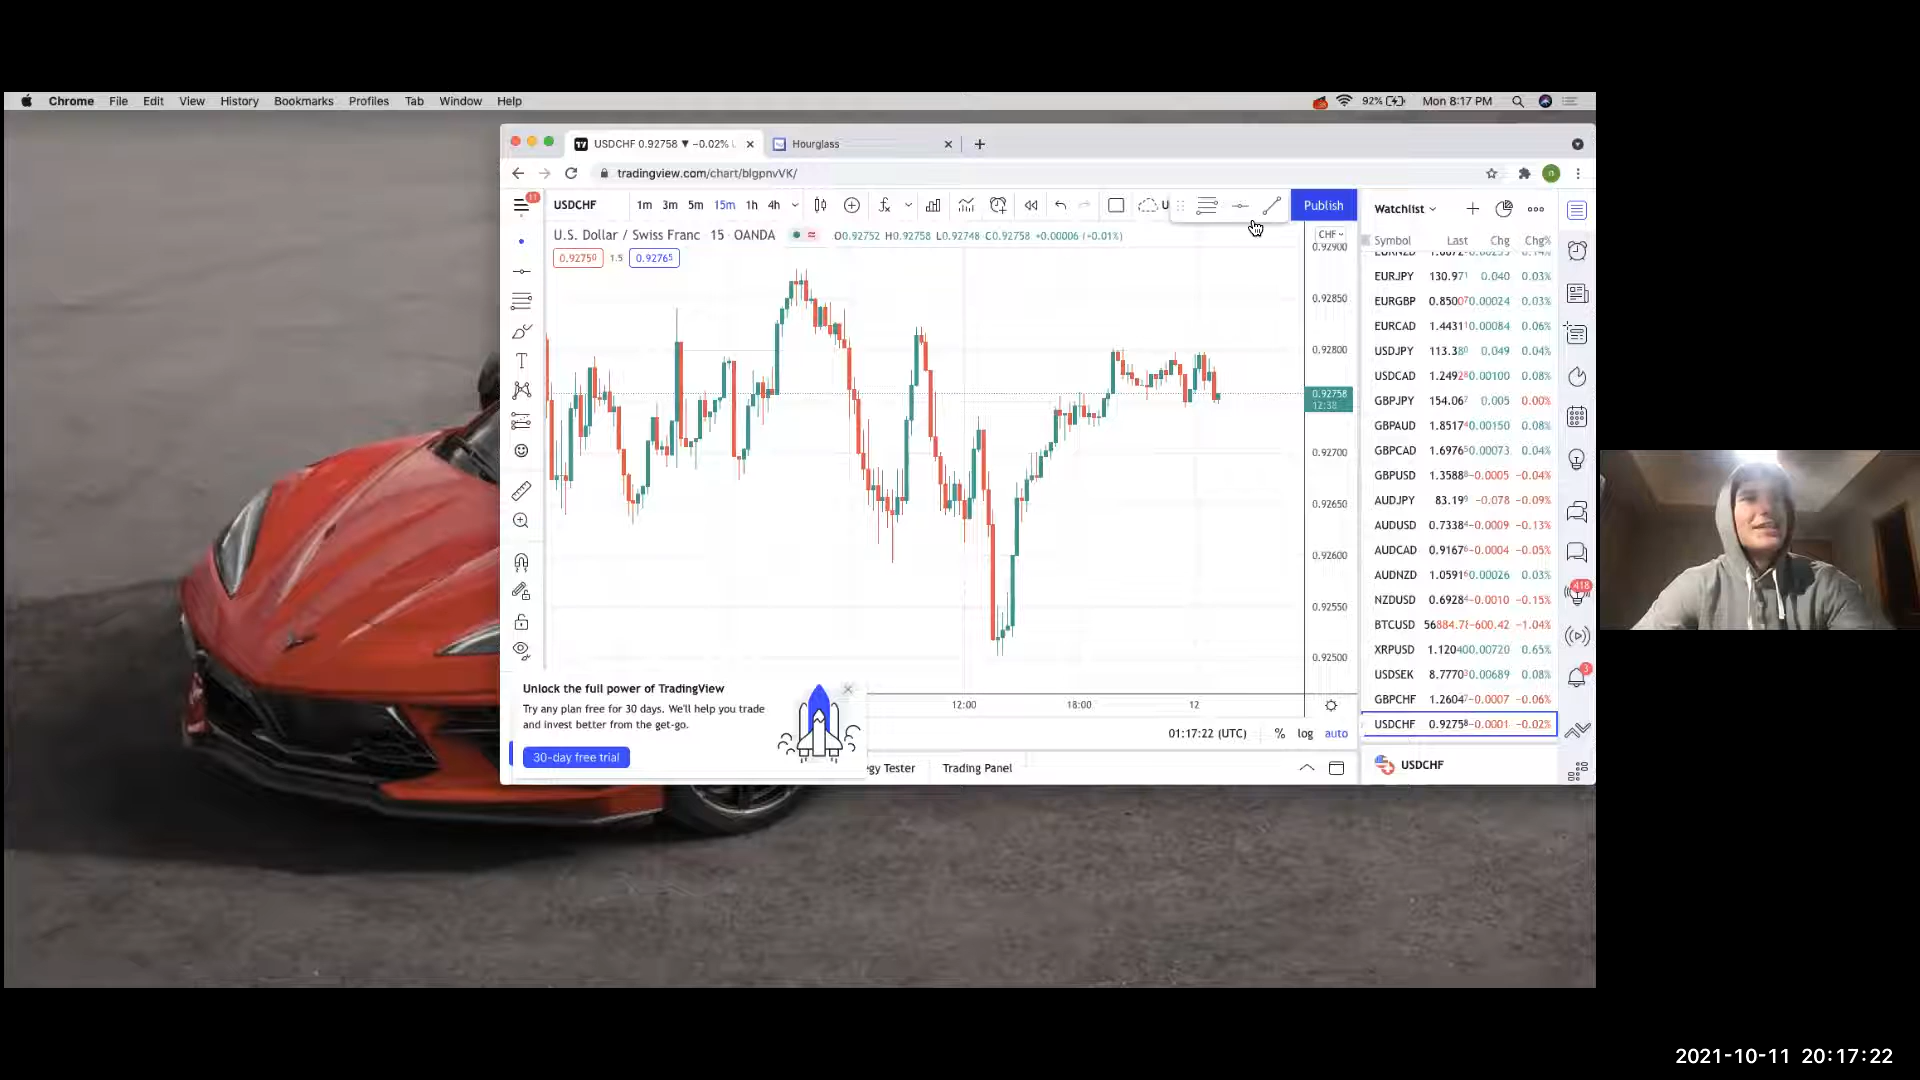 Chrome File Edit View History Bookmarks Profiles Tab Window Help 92% Mon 8:17 PM
USDCHF 0.92758 ▼ −0.02% Hourglass
tradingview.com/chart/blgpnvVK/
11
USDCHF 1m 3m 5m 15m 1h 4h U Publish
U.S. Dollar / Swiss Franc 15 OANDA O0.92752 H0.92758 L0.92748 C0.92758 +0.00006 (+0.01%)
0.92750 1.5 0.92765
CHF
0.92900
0.92850
0.92800
0.92758
12:38
0.92700
0.92650
0.92600
0.92550
0.92500
12:00 18:00 12
01:17:22 (UTC) % log auto
Unlock the full power of TradingView
Try any plan free for 30 days. We'll help you trade
and invest better from the get-go.
30-day free trial
gy Tester Trading Panel
Watchlist
Symbol Last Chg Chg%
EURJPY 130.971 0.040 0.03%
EURGBP 0.85007 0.00024 0.03%
EURCAD 1.44311 0.00084 0.06%
USDJPY 113.380 0.049 0.04%
USDCAD 1.24928 0.00100 0.08%
GBPJPY 154.067 0.005 0.00%
GBPAUD 1.85174 0.00150 0.08%
GBPCAD 1.69765 0.00073 0.04%
GBPUSD 1.35888 −0.0005 −0.04%
AUDJPY 83.199 −0.078 −0.09%
AUDUSD 0.73384 −0.0009 −0.13%
AUDCAD 0.91676 −0.0004 −0.05%
AUDNZD 1.05916 0.00026 0.03%
NZDUSD 0.69284 −0.0010 −0.15%
BTCUSD 56884.78 −600.42 −1.04%
XRPUSD 1.12040 0.00720 0.65%
USDSEK 8.77703 0.00689 0.08%
GBPCHF 1.26047 −0.0007 −0.06%
USDCHF 0.92758 −0.0001 −0.02%
USDCHF
418
3
2021-10-11 20:17:22